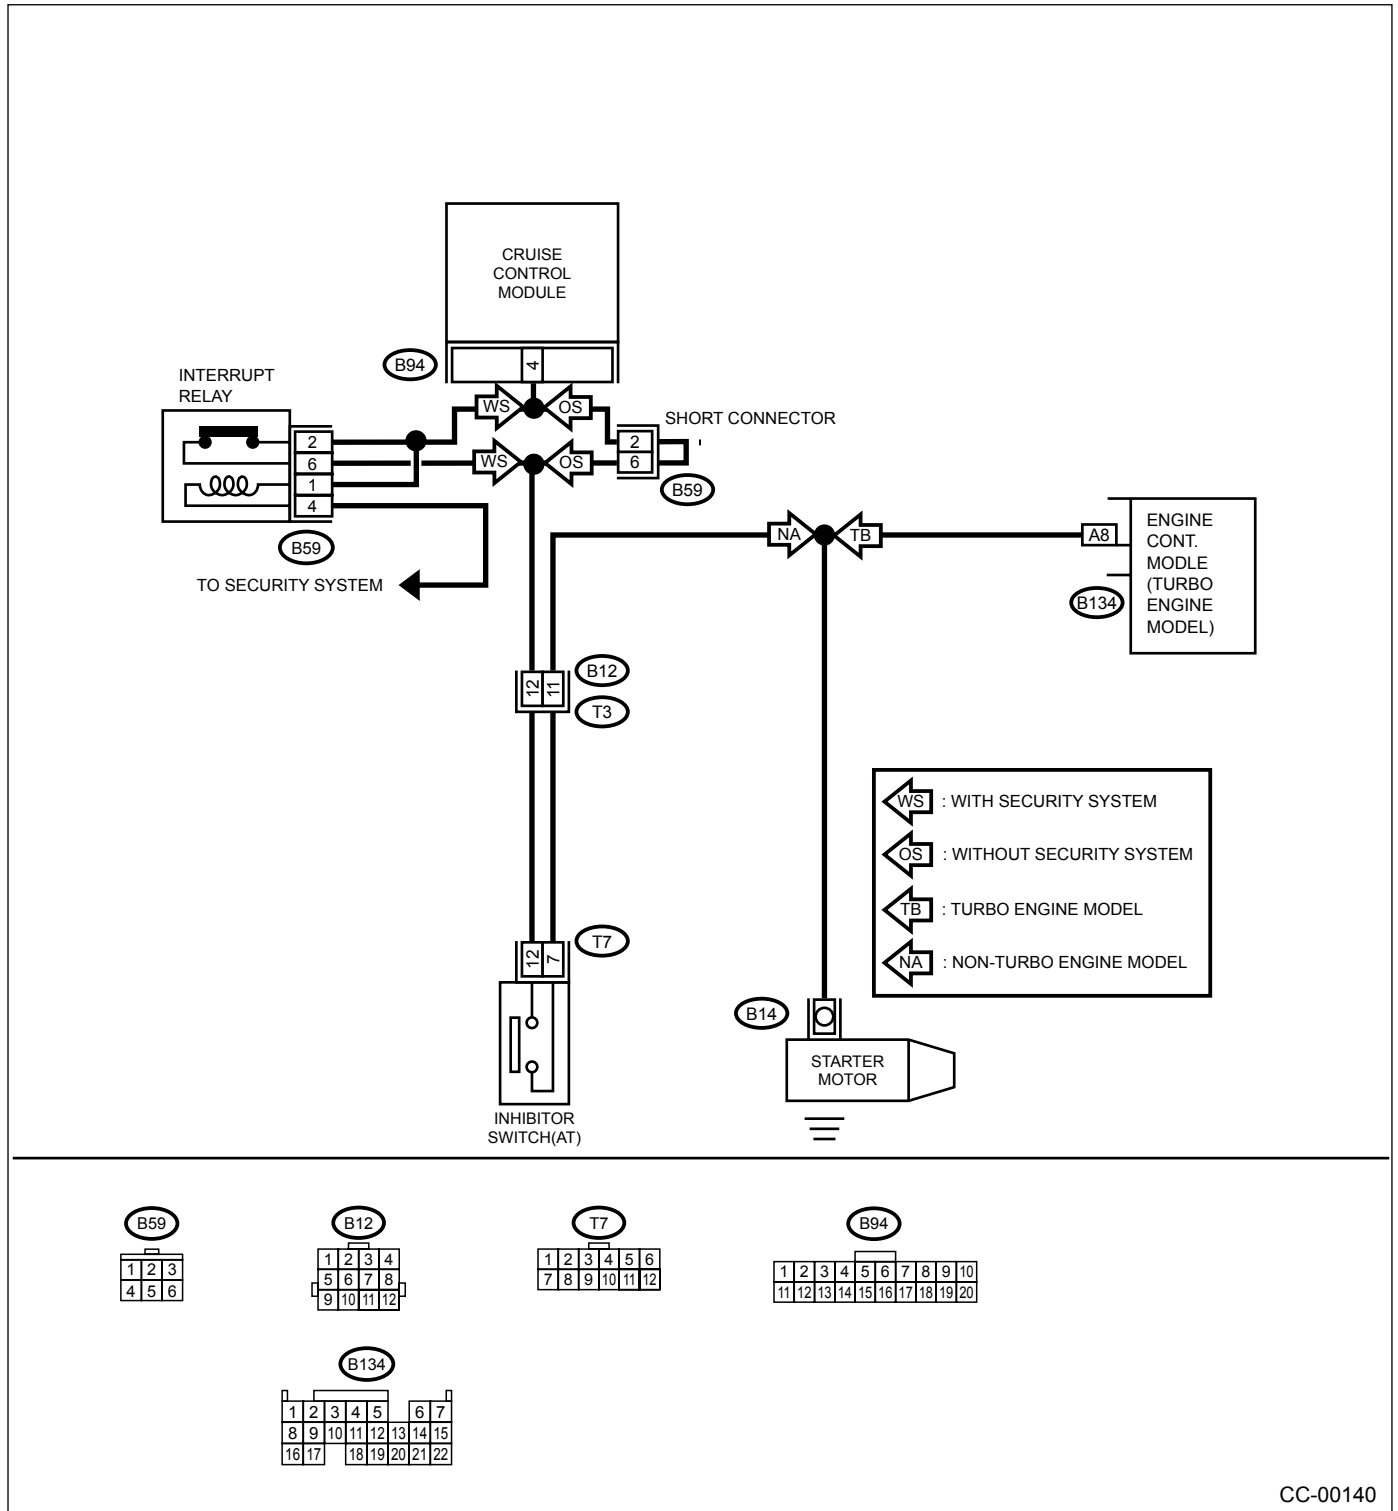 CRUISE
CONTROL
MODULE
B94
4
INTERRUPT
RELAY
WS
OS
SHORT CONNECTOR
2
6
1
4
2
6
WS
OS
B59
B59
TO SECURITY SYSTEM
NA
TB
A8
ENGINE
CONT.
MODLE
(TURBO
ENGINE
MODEL)
B134
12 11
B12
T3
WS : WITH SECURITY SYSTEM
OS : WITHOUT SECURITY SYSTEM
TB : TURBO ENGINE MODEL
NA : NON-TURBO ENGINE MODEL
T7
12 7
B14
STARTER
MOTOR
INHIBITOR
SWITCH(AT)
B59
1 2 3
4 5 6
B12
1 2 3 4
5 6 7 8
9 10 11 12
T7
1 2 3 4 5 6
7 8 9 10 11 12
B94
1 2 3 4 5 6 7 8 9 10
11 12 13 14 15 16 17 18 19 20
B134
1 2 3 4 5 6 7
8 9 10 11 12 13 14 15
16 17 18 19 20 21 22
CC-00140